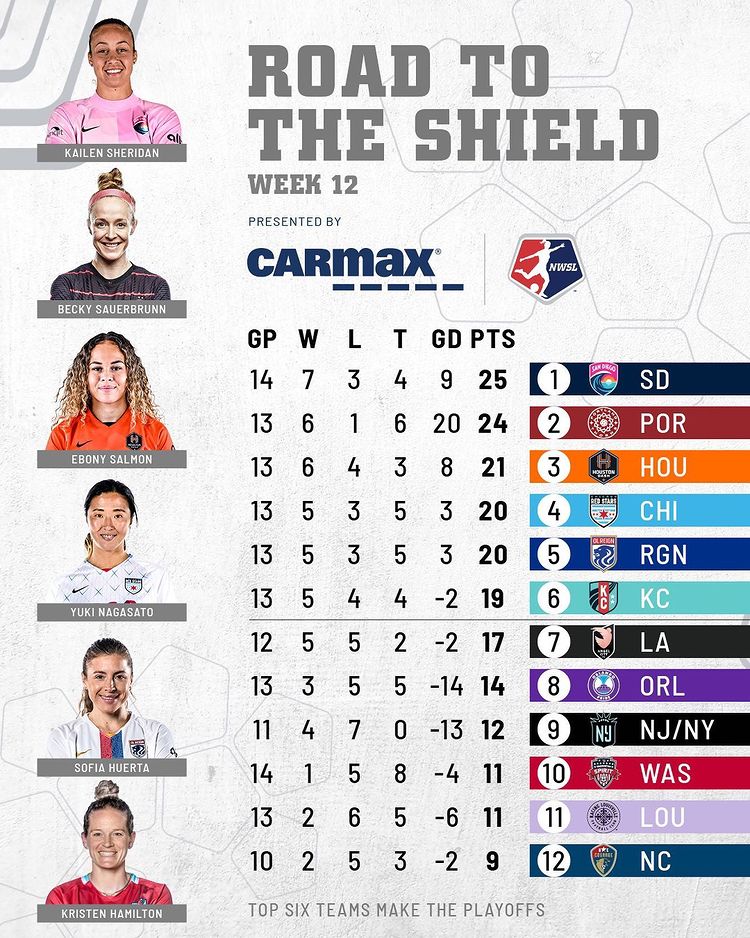 ROAD TO
THE SHIELD
WEEK 12
PRESENTED BY
CARMAX
NWSL
KAILEN SHERIDAN
BECKY SAUERBRUNN
EBONY SALMON
YUKI NAGASATO
SOFIA HUERTA
KRISTEN HAMILTON
GP W L T GD PTS
14 7 3 4 9 25 1 SD
13 6 1 6 20 24 2 POR
13 6 4 3 8 21 3 HOU
13 5 3 5 3 20 4 CHI
13 5 3 5 3 20 5 RGN
13 5 4 4 -2 19 6 KC
12 5 5 2 -2 17 7 LA
13 3 5 5 -14 14 8 ORL
11 4 7 0 -13 12 9 NJ/NY
14 1 5 8 -4 11 10 WAS
13 2 6 5 -6 11 11 LOU
10 2 5 3 -2 9 12 NC
TOP SIX TEAMS MAKE THE PLAYOFFS